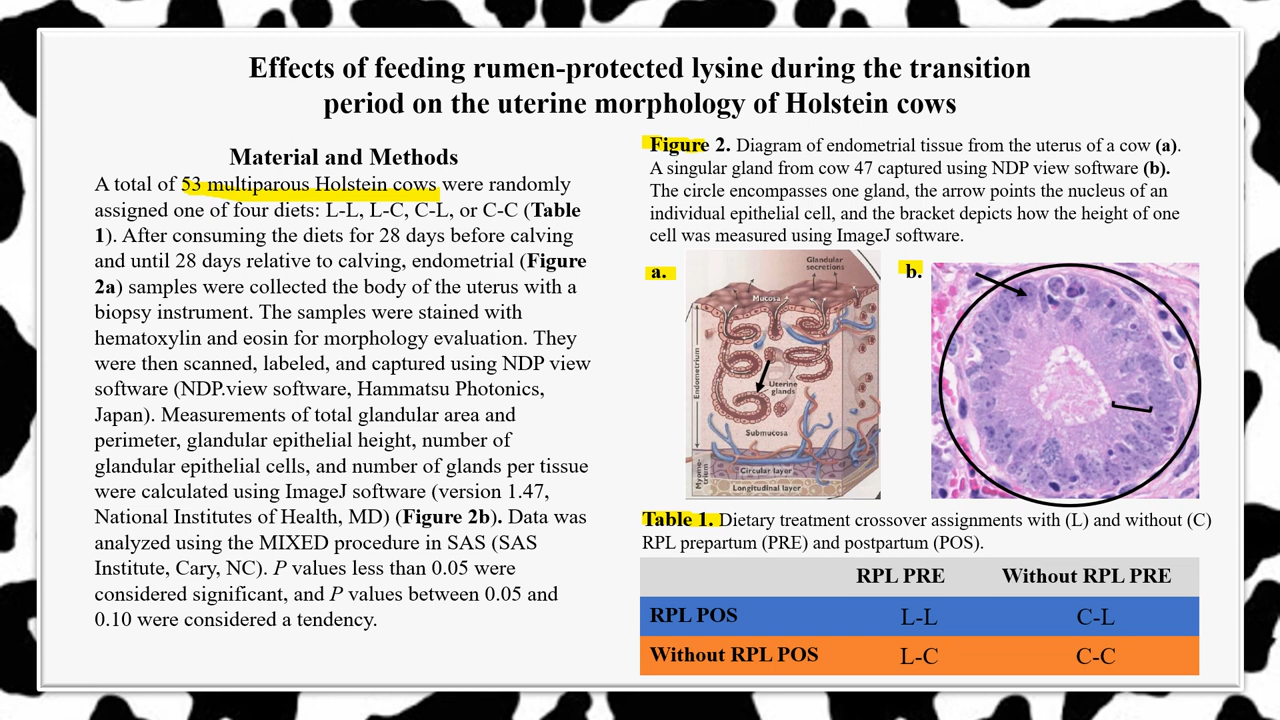 Effects of feeding rumen-protected lysine during the transition
period on the uterine morphology of Holstein cows
Material and Methods
A total of 53 multiparous Holstein cows were randomly
assigned one of four diets: L-L, L-C, C-L, or C-C (Table
1). After consuming the diets for 28 days before calving
and until 28 days relative to calving, endometrial (Figure
2a) samples were collected the body of the uterus with a
biopsy instrument. The samples were stained with
hematoxylin and eosin for morphology evaluation. They
were then scanned, labeled, and captured using NDP view
software (NDP.view software, Hammatsu Photonics,
Japan). Measurements of total glandular area and
perimeter, glandular epithelial height, number of
glandular epithelial cells, and number of glands per tissue
were calculated using ImageJ software (version 1.47,
National Institutes of Health, MD) (Figure 2b). Data was
analyzed using the MIXED procedure in SAS (SAS
Institute, Cary, NC). P values less than 0.05 were
considered significant, and P values between 0.05 and
0.10 were considered a tendency.
Figure 2. Diagram of endometrial tissue from the uterus of a cow (a).
A singular gland from cow 47 captured using NDP view software (b).
The circle encompasses one gland, the arrow points the nucleus of an
individual epithelial cell, and the bracket depicts how the height of one
cell was measured using ImageJ software.
a.
Glandular
secretions
Mucosa
Endometrium
Uterine
glands
Submucosa
Myome-
trium
Circular layer
Longitudinal layer
b.
Table 1. Dietary treatment crossover assignments with (L) and without (C)
RPL prepartum (PRE) and postpartum (POS).
RPL PRE Without RPL PRE
RPL POS L-L C-L
Without RPL POS L-C C-C